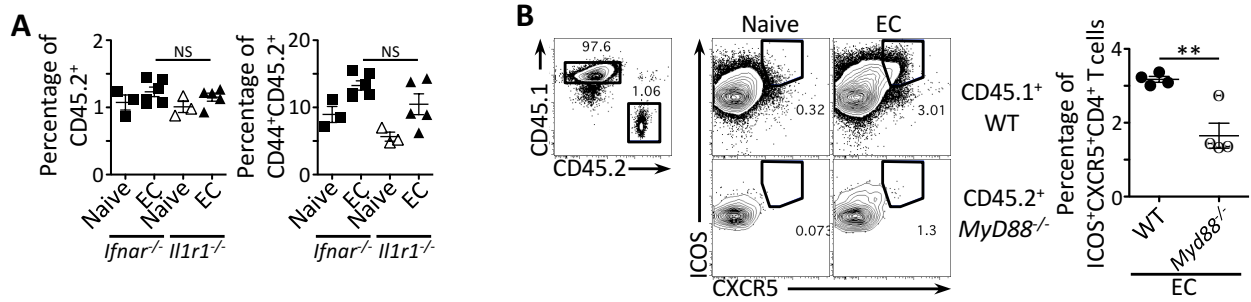 A
Percentage of
CD45.2+
2
1
0
NS
Naive
EC
Naive
EC
Ifnar-/-
Il1r1-/-
Percentage of
CD44+CD45.2+
20
10
0
NS
Naive
EC
Naive
EC
Ifnar-/-
Il1r1-/-
B
CD45.1
97.6
1.06
CD45.2
Naive
EC
0.32
3.01
CD45.1+
WT
0.073
1.3
CD45.2+
MyD88-/-
ICOS
CXCR5
Percentage of
ICOS+CXCR5+CD4+ T cells
4
3
2
1
0
**
WT
Myd88-/-
EC